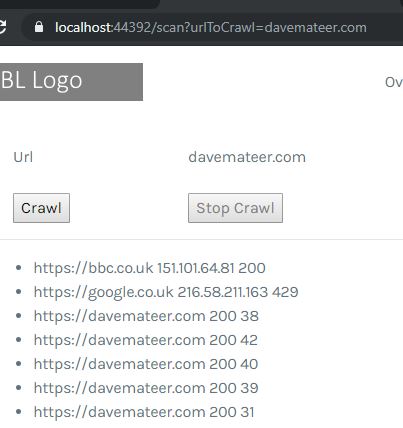 localhost:44392/scan?urlToCrawl=davemateer.com
BL Logo
Ov
Url davemateer.com
Crawl Stop Crawl
https://bbc.co.uk 151.101.64.81 200
https://google.co.uk 216.58.211.163 429
https://davemateer.com 200 38
https://davemateer.com 200 42
https://davemateer.com 200 40
https://davemateer.com 200 39
https://davemateer.com 200 31